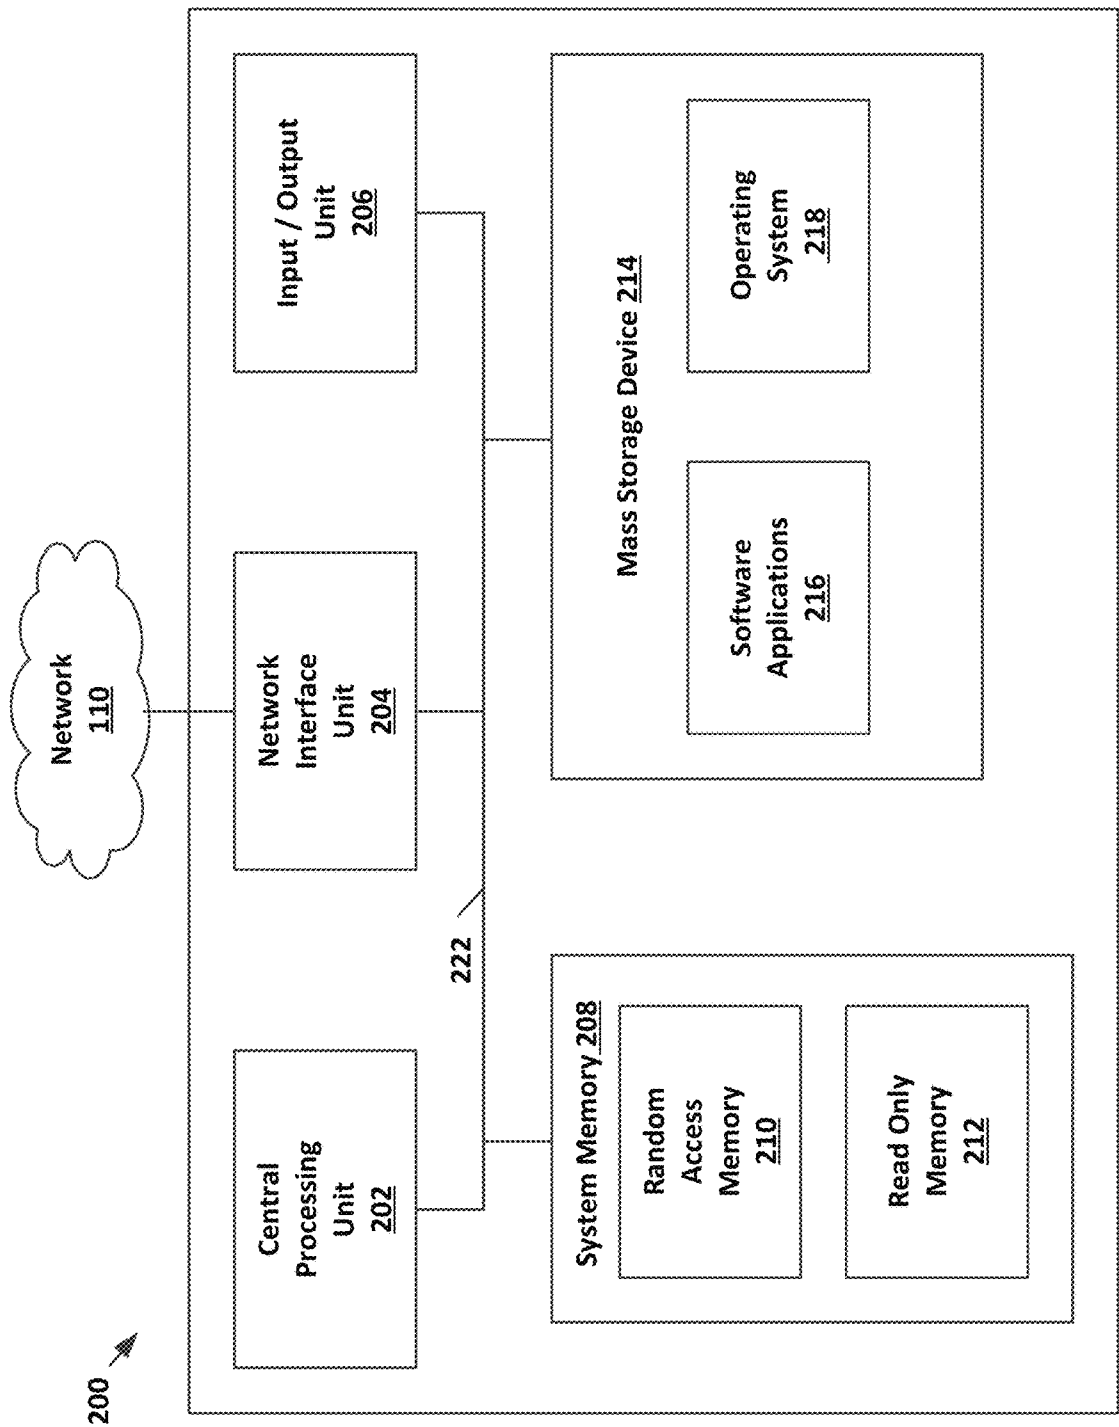 200
Network
110
Central
Processing
Unit
202
Network
Interface
Unit
204
Input / Output
Unit
206
222
System Memory 208
Random
Access
Memory
210
Read Only
Memory
212
Mass Storage Device 214
Software
Applications
216
Operating
System
218